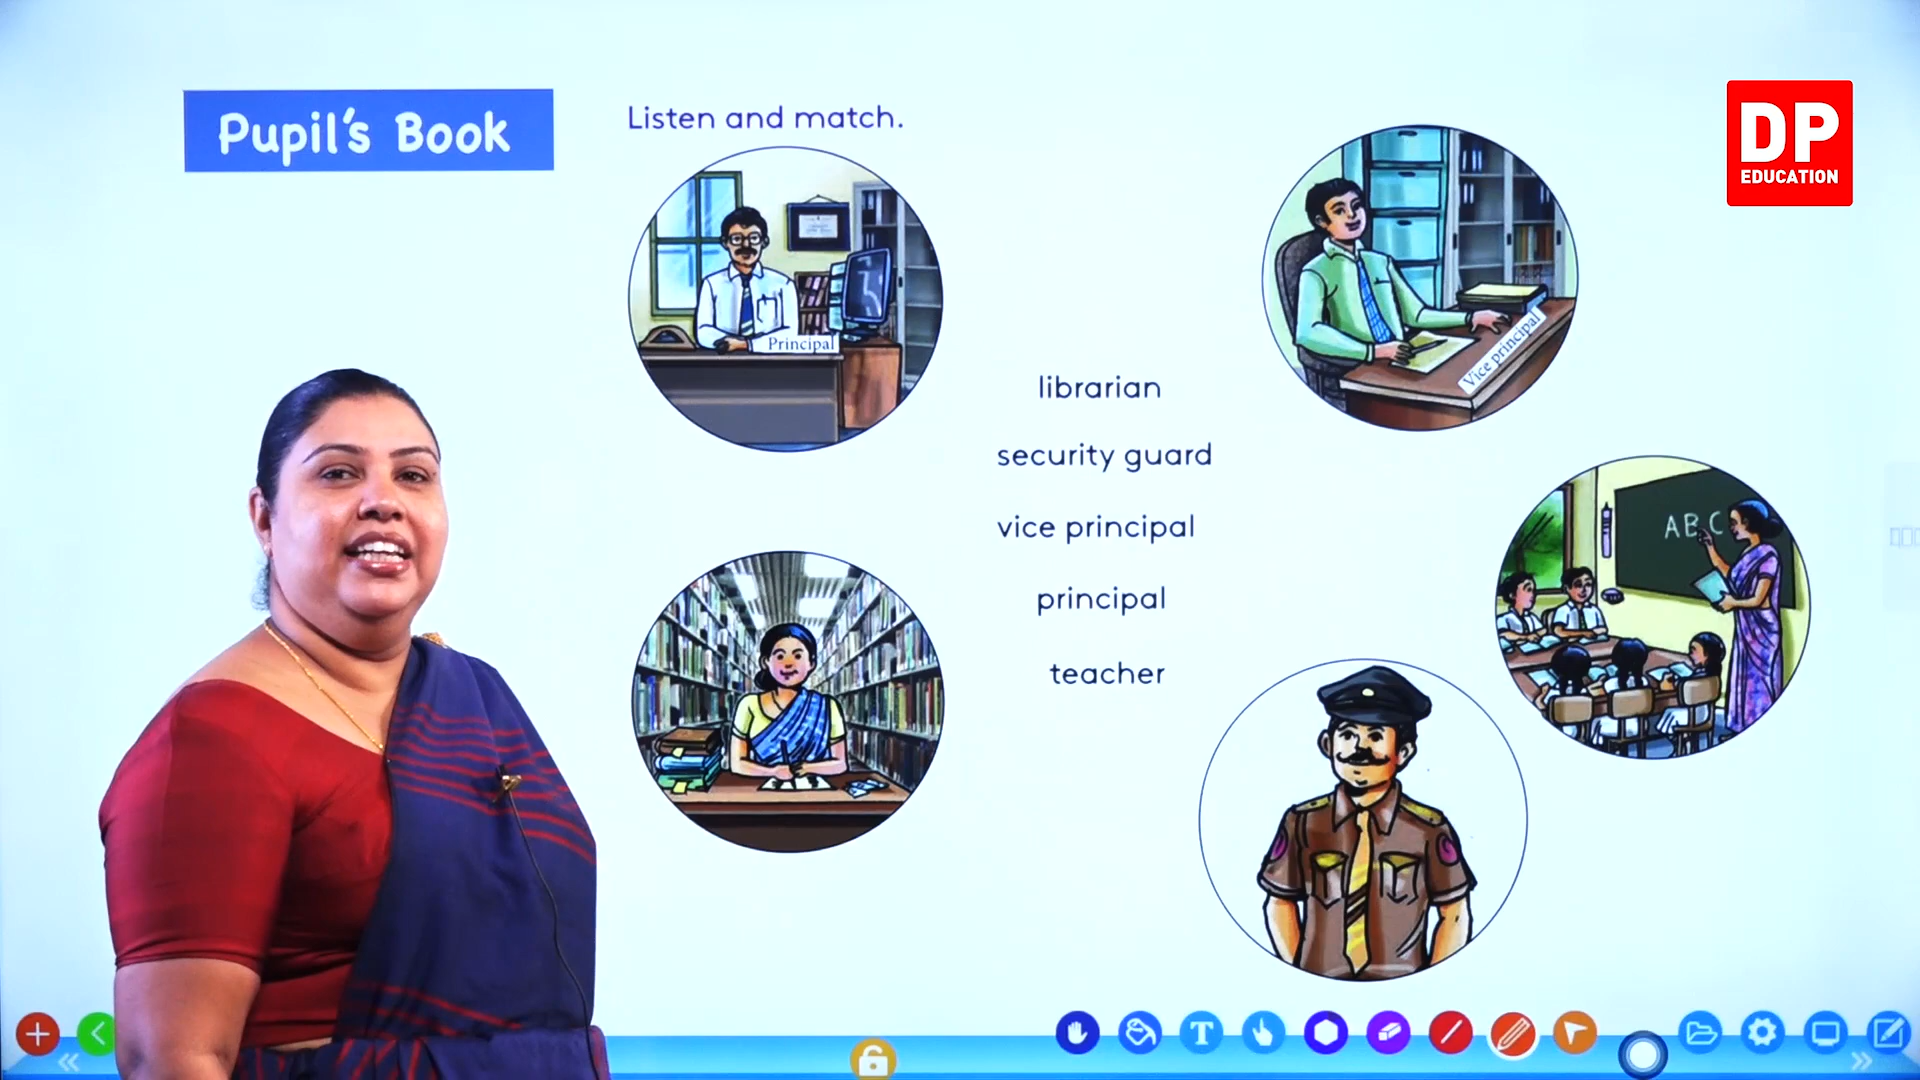 Pupil's Book
Listen and match.
DP
EDUCATION
Principal
Vice principal
librarian
security guard
vice principal
principal
teacher
ABC
T